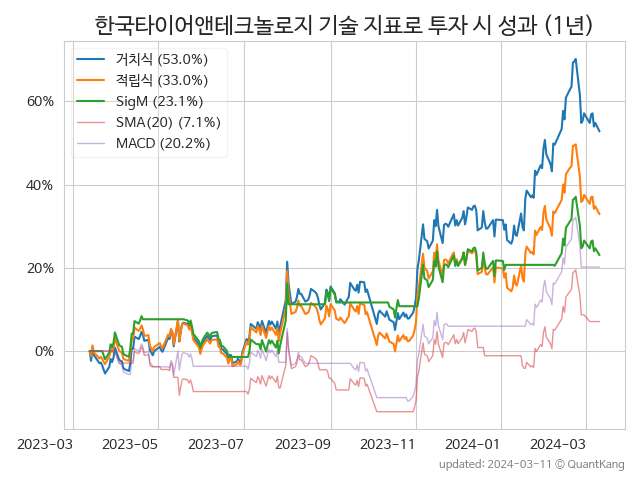 한국타이어앤테크놀로지 기술 지표로 투자 시 성과 (1년)
거치식 (53.0%)
적립식 (33.0%)
SigM (23.1%)
SMA(20) (7.1%)
MACD (20.2%)
60%
40%
20%
0%
2023-03 2023-05 2023-07 2023-09 2023-11 2024-01 2024-03
updated: 2024-03-11 © QuantKang